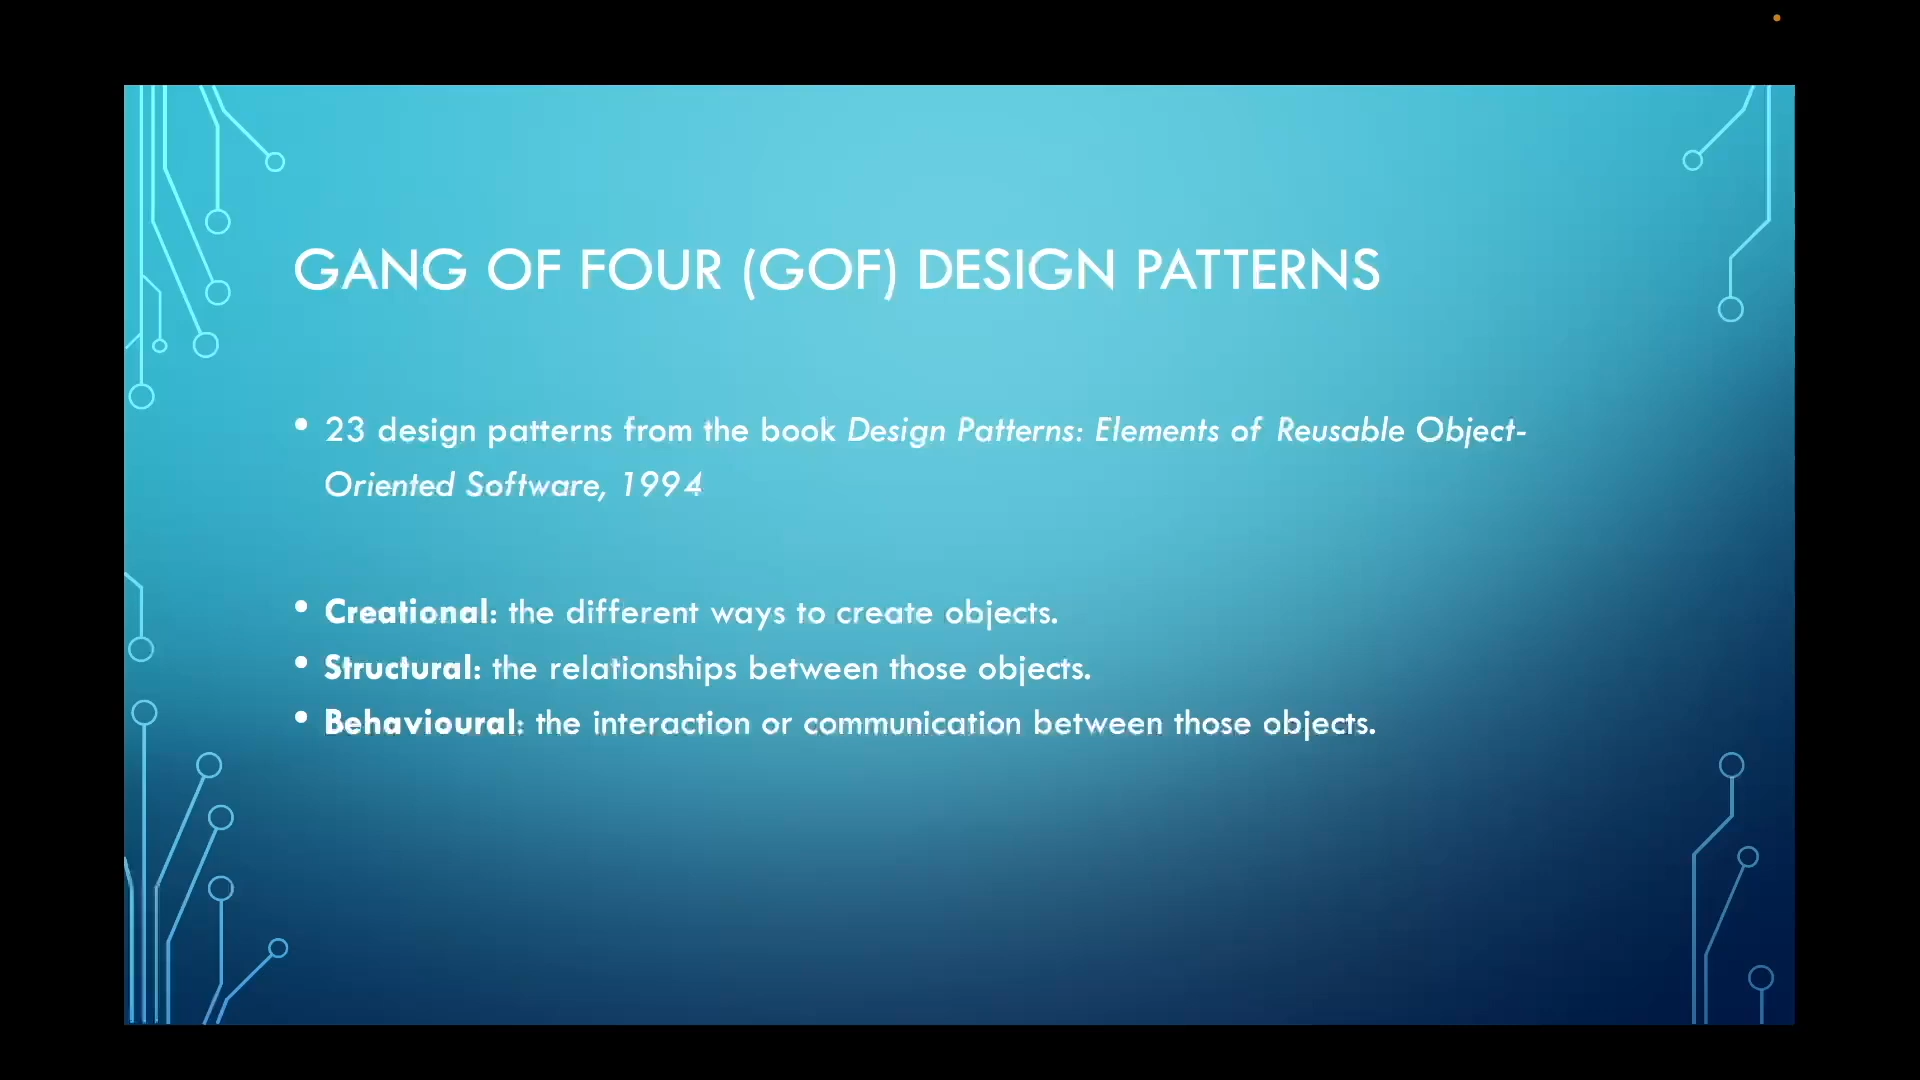 GANG OF FOUR (GOF) DESIGN PATTERNS
• 23 design patterns from the book Design Patterns: Elements of Reusable Object-
Oriented Software, 1994
• Creational: the different ways to create objects.
• Structural: the relationships between those objects.
• Behavioural: the interaction or communication between those objects.